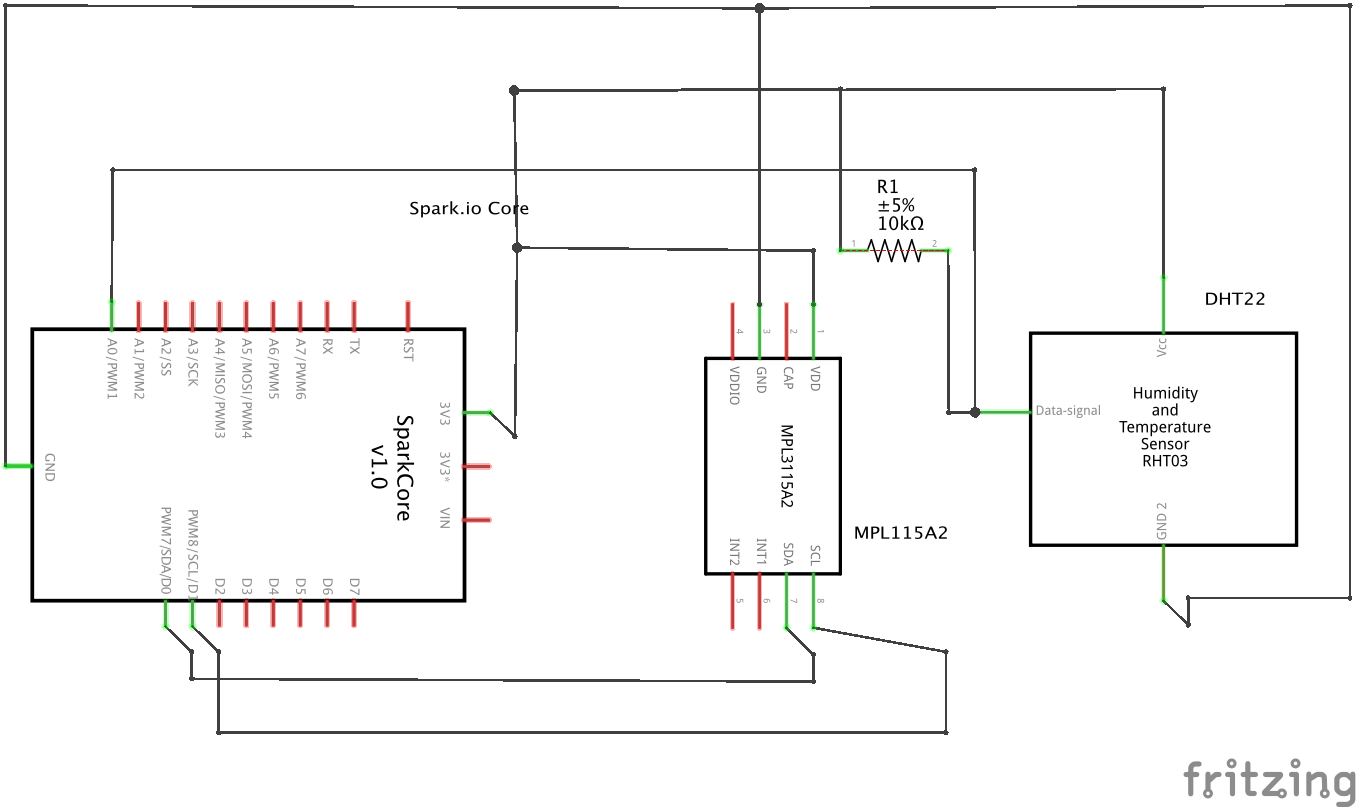 Spark.io Core
R1
±5%
10kΩ
1
2
DHT22
A0/PWM1
A1/PWM2
A2/SS
A3/SCK
A4/MISO/PWM3
A5/MOSI/PWM4
A6/PWM5
A7/PWM6
RX
TX
RST
3V3
3V3*
VIN
GND
SparkCore
v1.0
PWM7/SDA/D0
PWM8/SCL/D1
D2
D3
D4
D5
D6
D7
4
3
2
1
VDDIO
GND
CAP
VDD
MPL3115A2
MPL115A2
INT2
INT1
SDA
SCL
5
6
7
8
Vcc
Data-signal
Humidity
and
Temperature
Sensor
RHT03
GND 2
fritzing